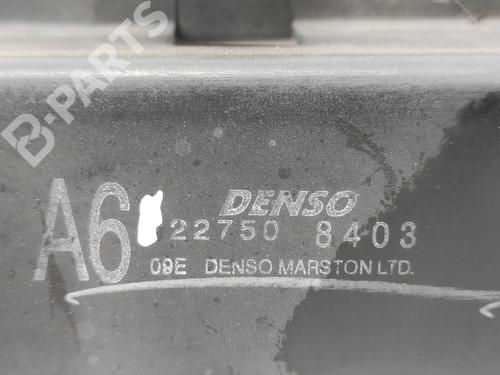 B-PARTS
DENSO
A6 22750 8403
09E DENSO MARSTON LTD.